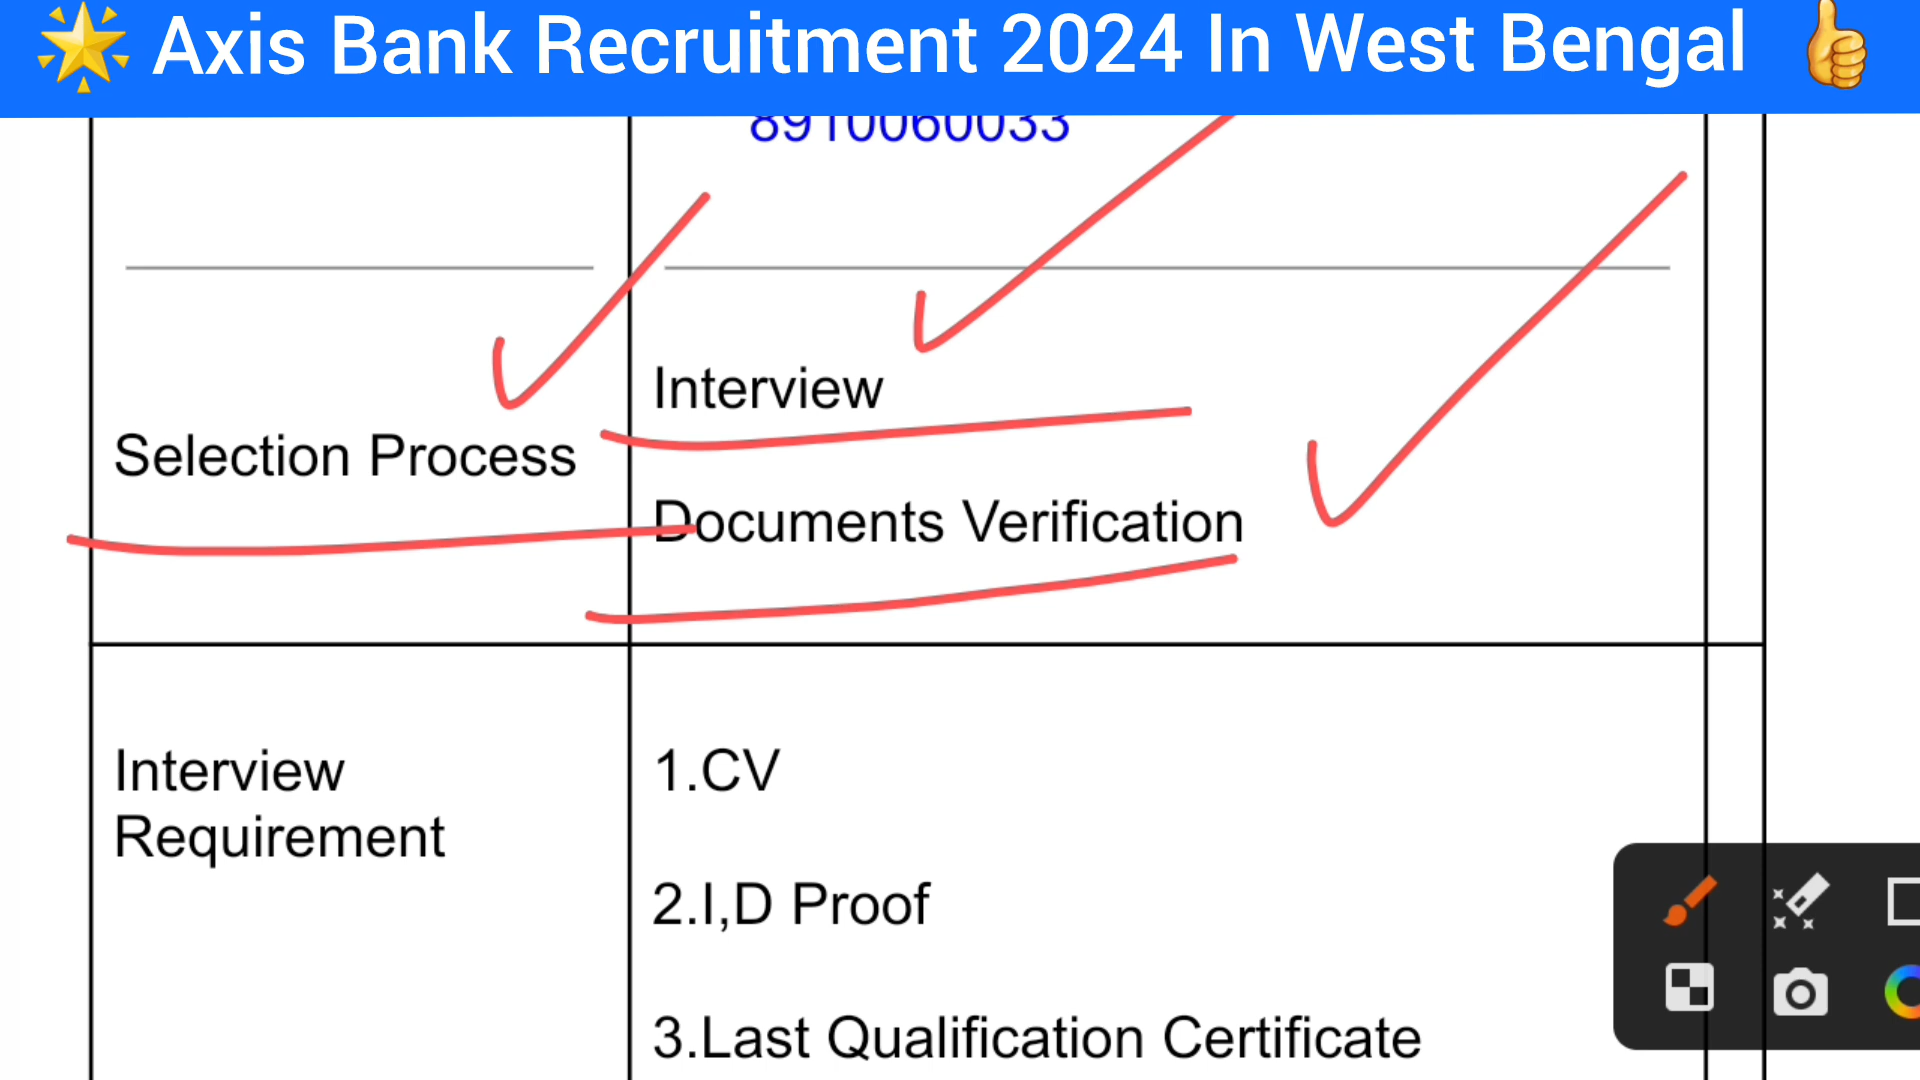 Axis Bank Recruitment 2024 In West Bengal
8910060033
Interview
Selection Process
Documents Verification
Interview
Requirement
1.CV
2.I,D Proof
3.Last Qualification Certificate